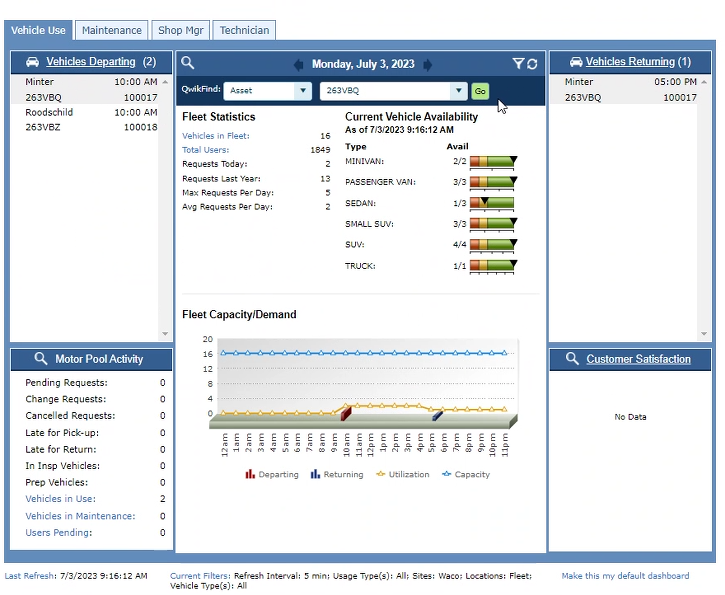 Vehicle Use
Maintenance
Shop Mgr
Technician
Vehicles Departing (2)
Minter 10:00 AM
263VBQ 100017
Roodschild 10:00 AM
263VBZ 100018
Monday, July 3, 2023
QwikFind: Asset 263VBQ Go
Fleet Statistics
Vehicles in Fleet: 16
Total Users: 1849
Requests Today: 2
Requests Last Year: 13
Max Requests Per Day: 5
Avg Requests Per Day: 2
Current Vehicle Availability
As of 7/3/2023 9:16:12 AM
Type Avail
MINIVAN: 2/2
PASSENGER VAN: 3/3
SEDAN: 1/3
SMALL SUV: 3/3
SUV: 4/4
TRUCK: 1/1
Vehicles Returning (1)
Minter 05:00 PM
263VBQ 100017
Motor Pool Activity
Pending Requests: 0
Change Requests: 0
Cancelled Requests: 0
Late for Pick-up: 0
Late for Return: 0
In Insp Vehicles: 0
Prep Vehicles: 0
Vehicles in Use: 2
Vehicles in Maintenance: 0
Users Pending: 0
Fleet Capacity/Demand
20
16
12
8
4
0
12am 1am 2am 3am 4am 5am 6am 7am 8am 9am 10am 11am 12pm 1pm 2pm 3pm 4pm 5pm 6pm 7pm 8pm 9pm 10pm 11pm
Departing Returning Utilization Capacity
Customer Satisfaction
No Data
Last Refresh: 7/3/2023 9:16:12 AM
Current Filters: Refresh Interval: 5 min; Usage Type(s): All; Sites: Waco; Locations: Fleet;
Vehicle Type(s): All
Make this my default dashboard